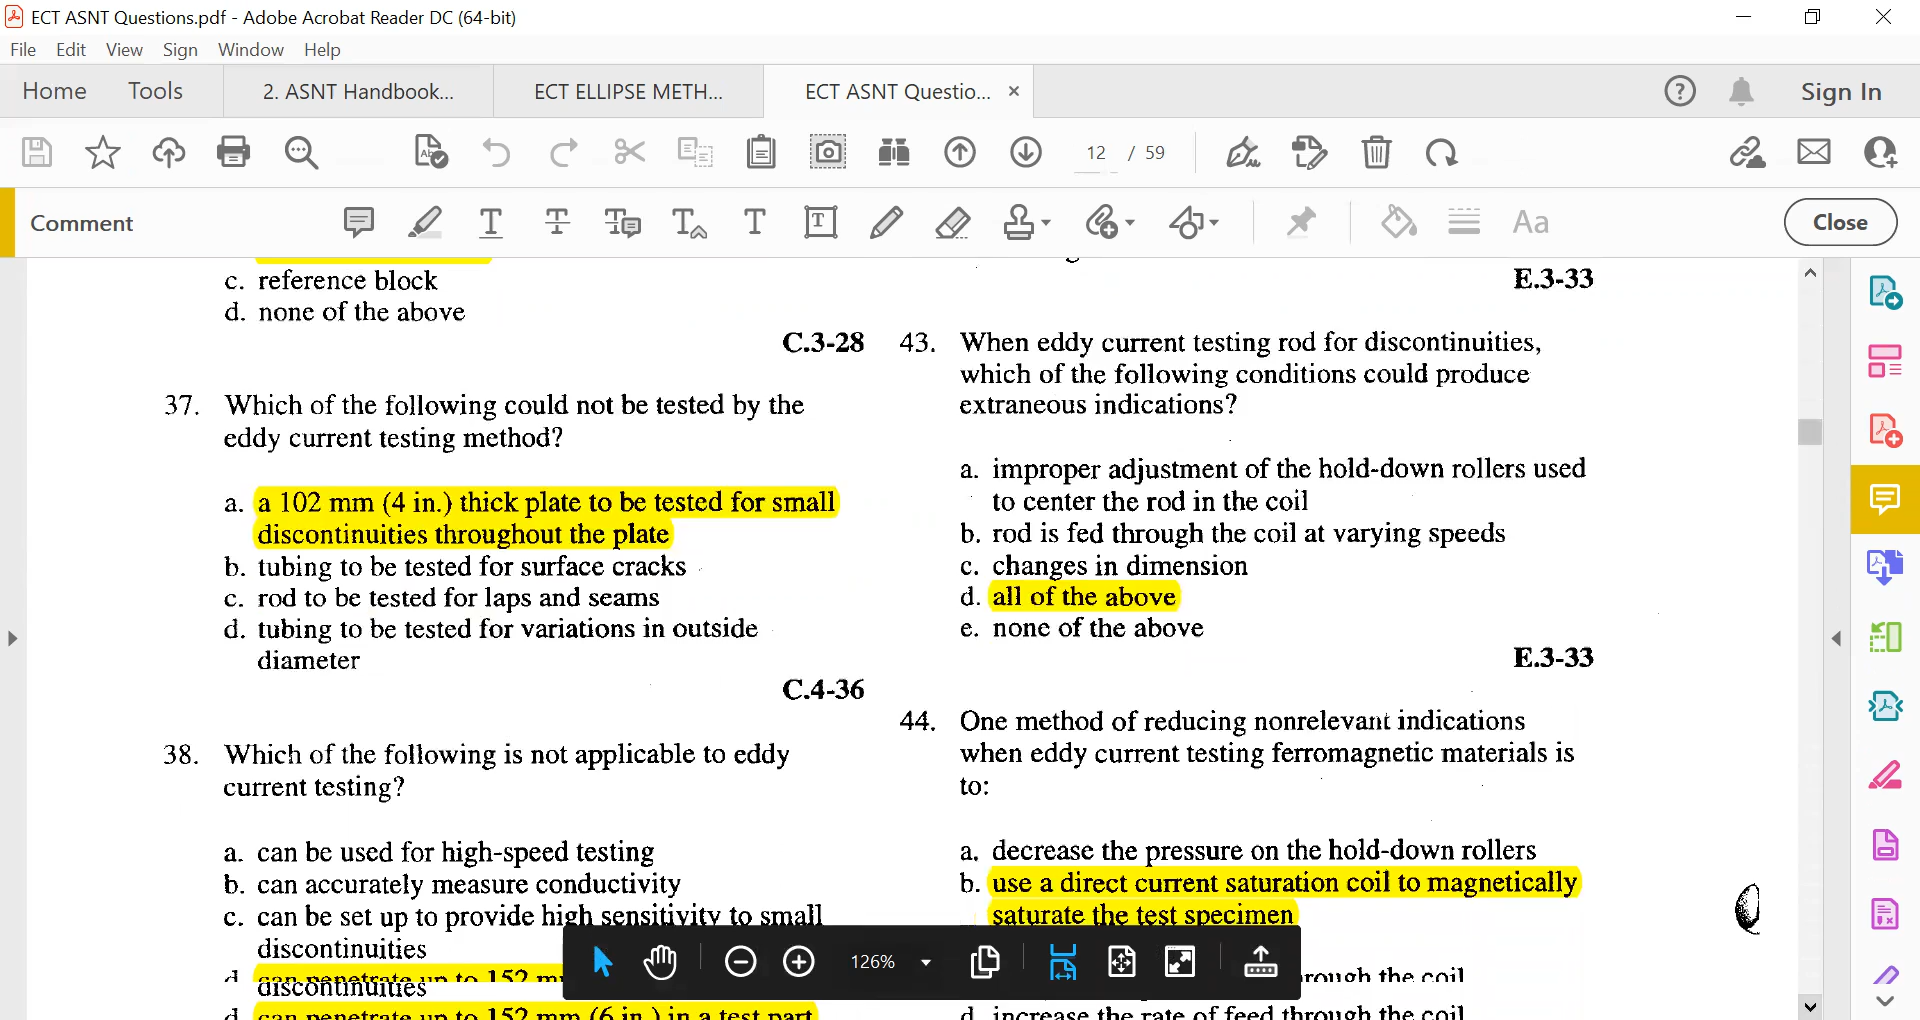 ECT ASNT Questions.pdf - Adobe Acrobat Reader DC (64-bit)
File Edit View Sign Window Help
Home Tools 2. ASNT Handbook... ECT ELLIPSE METH... ECT ASNT Questio... × Sign In
12 / 59
Comment
Aa
Close
c. reference block
d. none of the above
C.3-28
37. Which of the following could not be tested by the
eddy current testing method?
a. a 102 mm (4 in.) thick plate to be tested for small
discontinuities throughout the plate
b. tubing to be tested for surface cracks
c. rod to be tested for laps and seams
d. tubing to be tested for variations in outside
diameter
C.4-36
38. Which of the following is not applicable to eddy
current testing?
a. can be used for high-speed testing
b. can accurately measure conductivity
c. can be set up to provide high sensitivity to small
discontinuities
d can penetrate up to 152 mm
discontinuities
d can penetrate up to 152 mm (6 in.) in a test part
E.3-33
43. When eddy current testing rod for discontinuities,
which of the following conditions could produce
extraneous indications?
a. improper adjustment of the hold-down rollers used
to center the rod in the coil
b. rod is fed through the coil at varying speeds
c. changes in dimension
d. all of the above
e. none of the above
E.3-33
44. One method of reducing nonrelevant indications
when eddy current testing ferromagnetic materials is
to:
a. decrease the pressure on the hold-down rollers
b. use a direct current saturation coil to magnetically
saturate the test specimen
through the coil
d. increase the rate of feed through the coil
126%